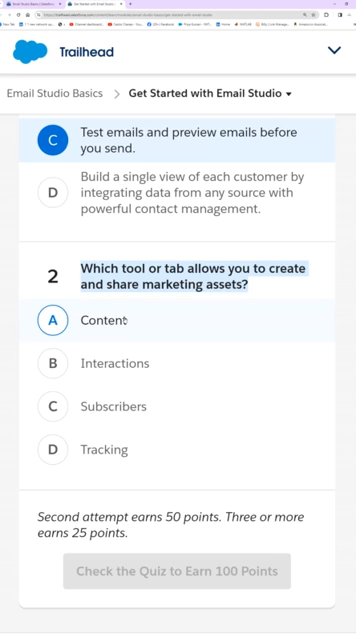 Trailhead
Email Studio Basics > Get Started with Email Studio
C Test emails and preview emails before
you send.
D Build a single view of each customer by
integrating data from any source with
powerful contact management.
2 Which tool or tab allows you to create
and share marketing assets?
A Content
B Interactions
C Subscribers
D Tracking
Second attempt earns 50 points. Three or more
earns 25 points.
Check the Quiz to Earn 100 Points